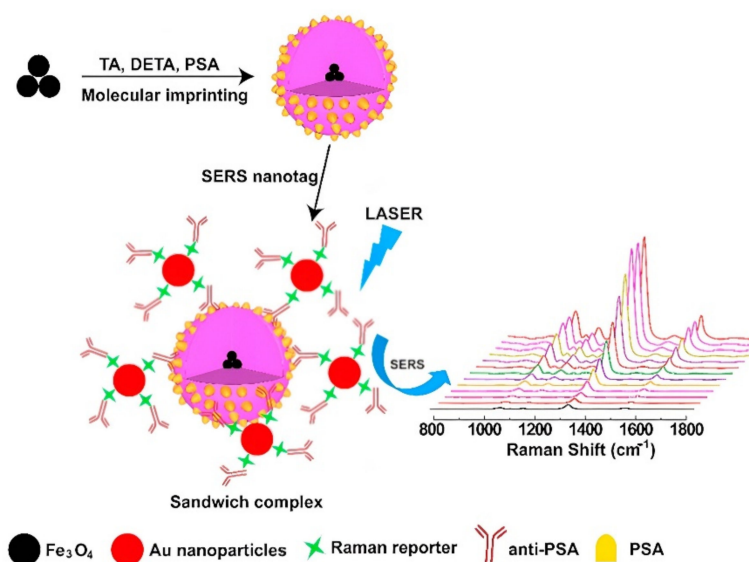 TA, DETA, PSA
Molecular imprinting
SERS nanotag
LASER
SERS
800 1000 1200 1400 1600 1800
Raman Shift (cm⁻¹)
Sandwich complex
Fe₃O₄ Au nanoparticles Raman reporter anti-PSA PSA